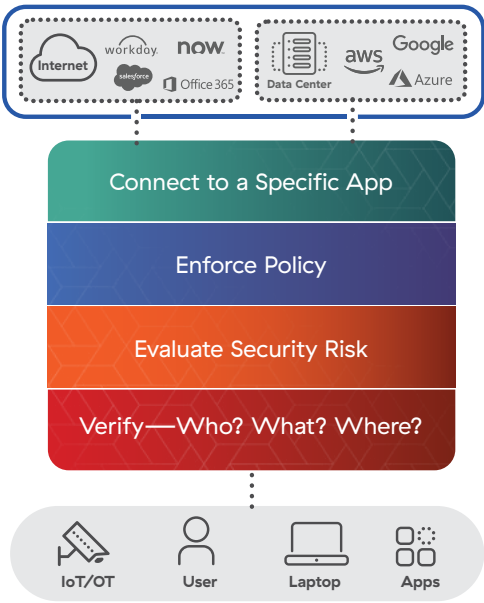 Internet
workday.
now.
salesforce
Office 365
Data Center
aws
Google
Azure
Connect to a Specific App
Enforce Policy
Evaluate Security Risk
Verify—Who? What? Where?
IoT/OT
User
Laptop
Apps